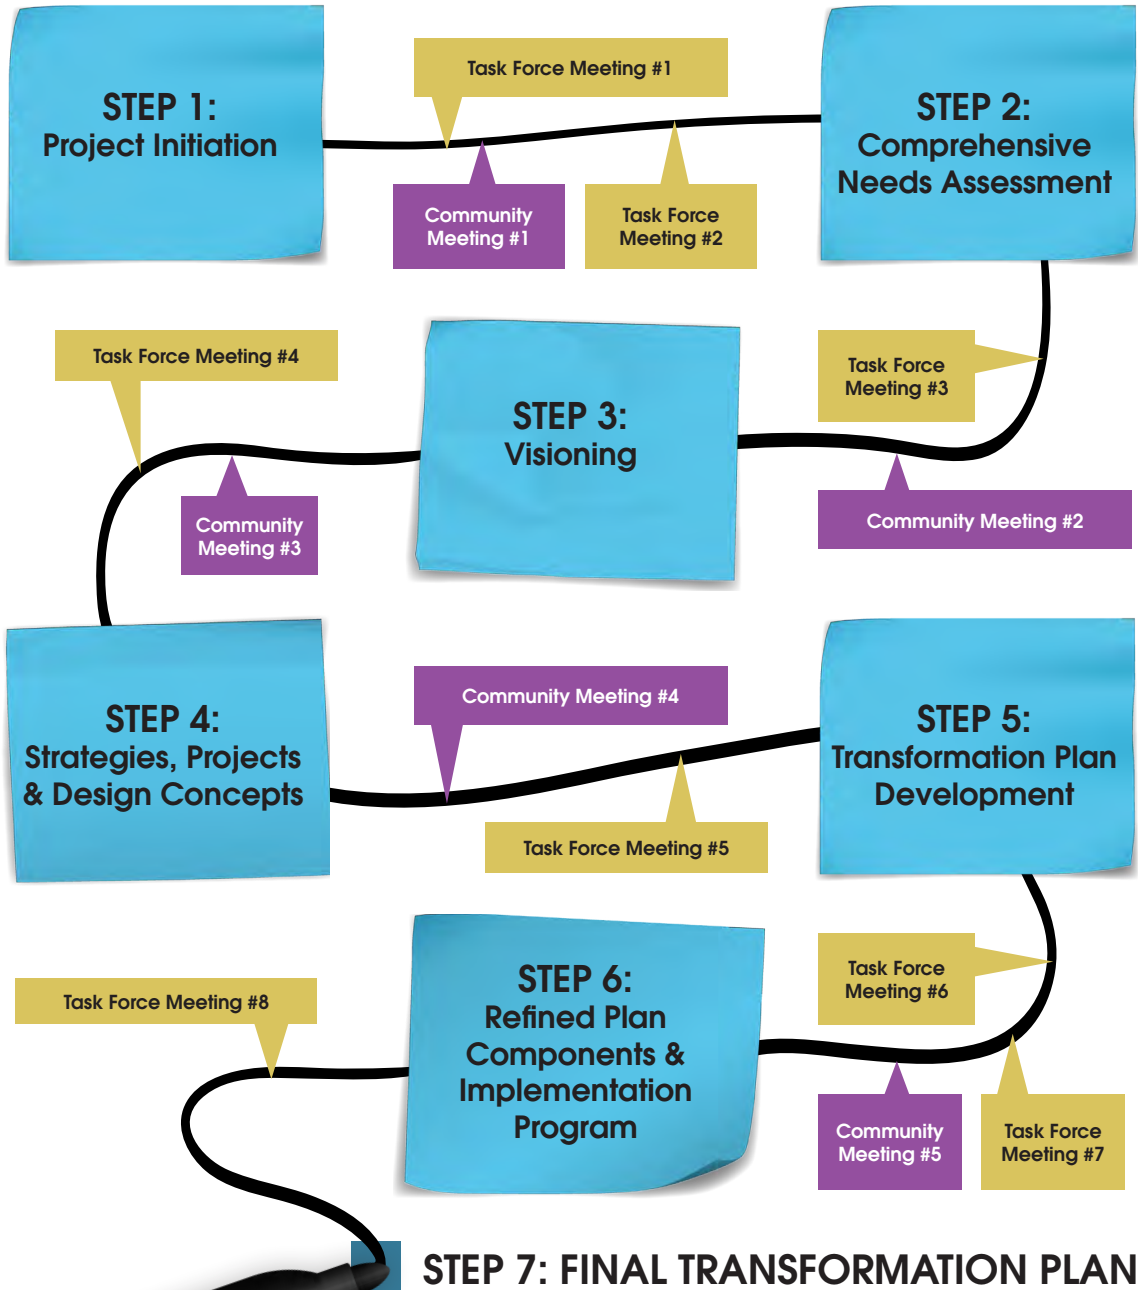 STEP 1:
Project Initiation
Task Force Meeting #1
Community
Meeting #1
Task Force
Meeting #2
STEP 2:
Comprehensive
Needs Assessment
Task Force
Meeting #3
Community Meeting #2
STEP 3:
Visioning
Community
Meeting #3
Task Force Meeting #4
STEP 4:
Strategies, Projects
& Design Concepts
Community Meeting #4
Task Force Meeting #5
STEP 5:
Transformation Plan
Development
Task Force
Meeting #6
Task Force
Meeting #7
Community
Meeting #5
STEP 6:
Refined Plan
Components &
Implementation
Program
Task Force Meeting #8
STEP 7: FINAL TRANSFORMATION PLAN